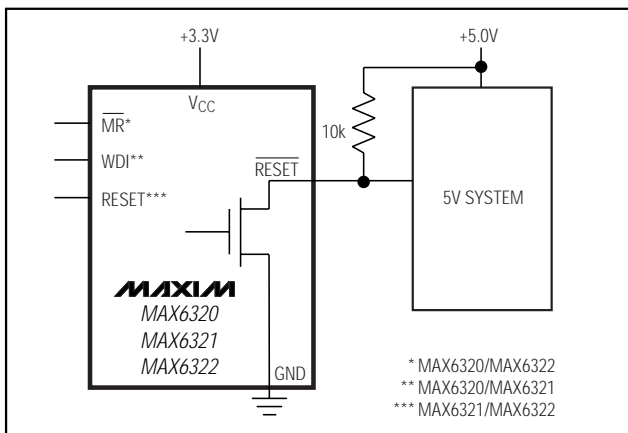 +3.3V
+5.0V
VCC
MR*
10k
WDI**
RESET
RESET***
5V SYSTEM
MAXIM
MAX6320
MAX6321
MAX6322
GND
* MAX6320/MAX6322
** MAX6320/MAX6321
*** MAX6321/MAX6322